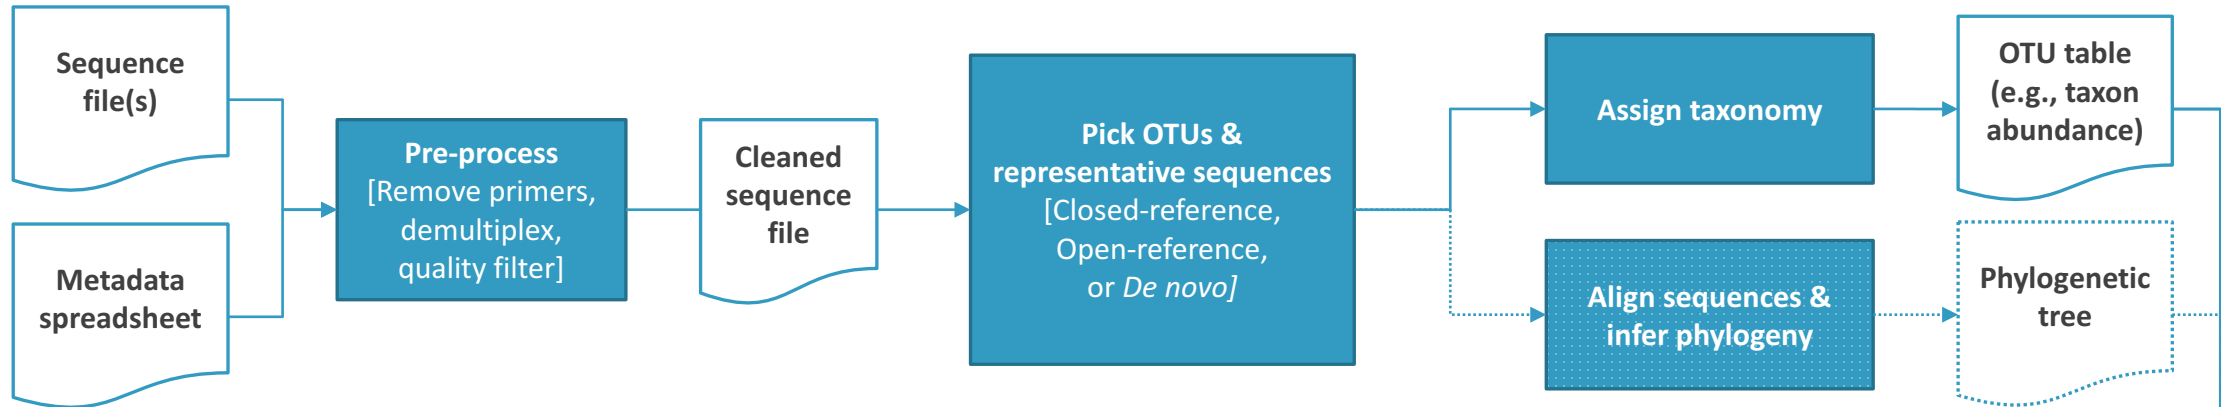 Sequence
file(s)
Metadata
spreadsheet
Pre-process
[Remove primers,
demultiplex,
quality filter]
Cleaned
sequence
file
Pick OTUs &
representative sequences
[Closed-reference,
Open-reference,
or De novo]
Assign taxonomy
Align sequences &
infer phylogeny
OTU table
(e.g., taxon
abundance)
Phylogenetic
tree